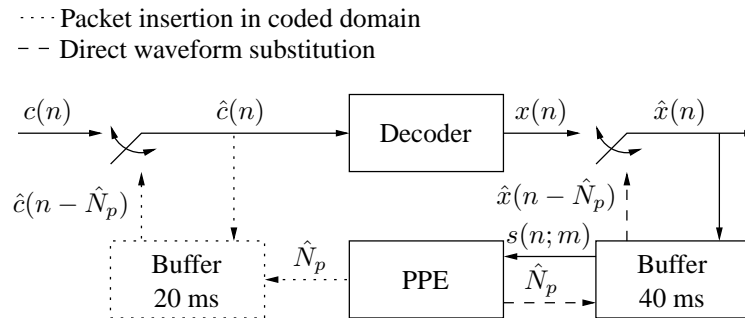 Packet insertion in coded domain
Direct waveform substitution
c(n)
ĉ(n)
Decoder
x(n)
x̂(n)
ĉ(n − N̂_p)
x̂(n − N̂_p)
s(n; m)
Buffer
20 ms
N̂_p
PPE
N̂_p
Buffer
40 ms